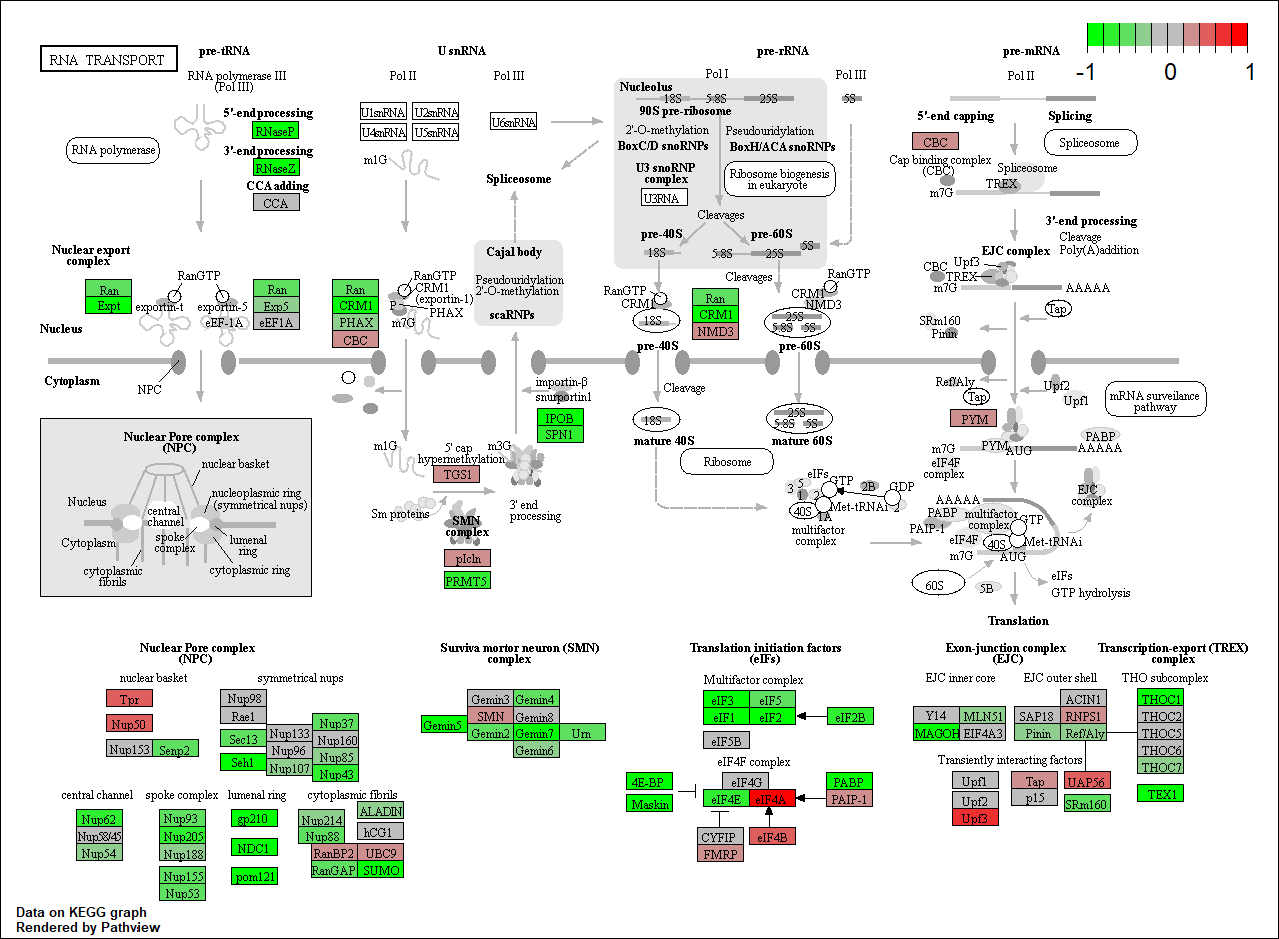 RNA TRANSPORT
-1 0 1
pre-tRNA
RNA polymerase III
(Pol III)
5'-end processing
RNaseP
3'-end processing
RNaseZ
CCA adding
CCA
RNA polymerase
Nuclear export
complex
Ran
Expt
RanGTP
exportin-t
exportin-5
eEF-1A
Ran
Exp5
eEF1A
Nucleus
Cytoplasm
NPC
U snRNA
Pol II
Pol III
U1snRNA
U2snRNA
U4snRNA
U5snRNA
U6snRNA
m1G
Spliceosome
Cajal body
Pseudouridylation
2'-O-methylation
scaRNPs
Ran
CRM1
PHAX
CBC
RanGTP
CRM1
(exportin-1)
P
PHAX
m7G
importin-β
snurportin1
IPOB
SPN1
m1G
5' cap
hypermethylation
TGS1
m3G
3' end
processing
Sm proteins
SMN
complex
pIcln
PRMT5
pre-rRNA
Pol I
Pol III
Nucleolus
18S
5.8S
25S
5S
90S pre-ribosome
2'-O-methylation
BoxC/D snoRNPs
Pseudouridylation
BoxH/ACA snoRNPs
U3 snoRNP
complex
U3RNA
Ribosome biogenesis
in eukaryote
Cleavages
pre-40S
pre-60S
18S
5.8S
25S
5S
Cleavages
RanGTP
CRM1
18S
Ran
CRM1
NMD3
RanGTP
CRM1
NMD3
25S
5.8S 5S
pre-40S
pre-60S
Cleavage
18S
25S
5.8S 5S
mature 40S
mature 60S
Ribosome
eIFs
3 5
1 2
40S
1A
GTP
2B
GDP
Met-tRNAi 2
multifactor
complex
pre-mRNA
Pol II
5'-end capping
Splicing
CBC
Cap binding complex
(CBC)
m7G
Spliceosome
TREX
Spliceosome
3'-end processing
Cleavage
Poly(A)addition
EJC complex
Upf3
CBC
TREX
m7G
AAAAA
Tap
SRm160
Pinin
Ref/Aly
Tap
Upf2
Upf1
mRNA surveilance
pathway
PYM
PYM
AUG
PABP
m7G
AAAAA
eIF4F
complex
EJC
complex
AAAAA
PABP
PAIP-1
multifactor
complex
GTP
eIF4F
40S
Met-tRNAi
m7G
AUG
60S
5B
eIFs
GTP hydrolysis
Translation
Nuclear Pore complex
(NPC)
nuclear basket
Nucleus
nucleoplasmic ring
(symmetrical nups)
central
channel
spoke
complex
lumenal
ring
Cytoplasm
cytoplasmic
fibrils
cytoplasmic ring
Nuclear Pore complex
(NPC)
nuclear basket
symmetrical nups
Tpr
Nup50
Nup153
Senp2
Nup98
Rae1
Sec13
Seh1
Nup133
Nup96
Nup107
Nup37
Nup160
Nup85
Nup43
central channel
spoke complex
lumenal ring
cytoplasmic fibrils
Nup62
Nup58/45
Nup54
Nup93
Nup205
Nup188
Nup155
Nup53
gp210
NDC1
pom121
Nup214
Nup88
RanBP2
RanGAP
ALADIN
hCG1
UBC9
SUMO
Surviva mortor neuron (SMN)
complex
Gemin5
Gemin3
SMN
Gemin2
Gemin4
Gemin8
Gemin7
Gemin6
Urn
Translation initiation factors
(eIFs)
Multifactor complex
eIF3
eIF5
eIF1
eIF2
eIF2B
eIF5B
eIF4F complex
4E-BP
Maskin
eIF4G
eIF4E
eIF4A
PABP
PAIP-1
CYFIP
FMRP
eIF4B
Exon-junction complex
(EJC)
EJC inner core
EJC outer shell
Y14
MLN51
MAGOH
EIF4A3
ACIN1
SAP18
RNPS1
Pinin
Ref/Aly
Transiently interacting factors
Upf1
Upf2
Upf3
Tap
p15
UAP56
SRm160
Transcription-export (TREX)
complex
THO subcomplex
THOC1
THOC2
THOC5
THOC6
THOC7
TEX1
Data on KEGG graph
Rendered by Pathview